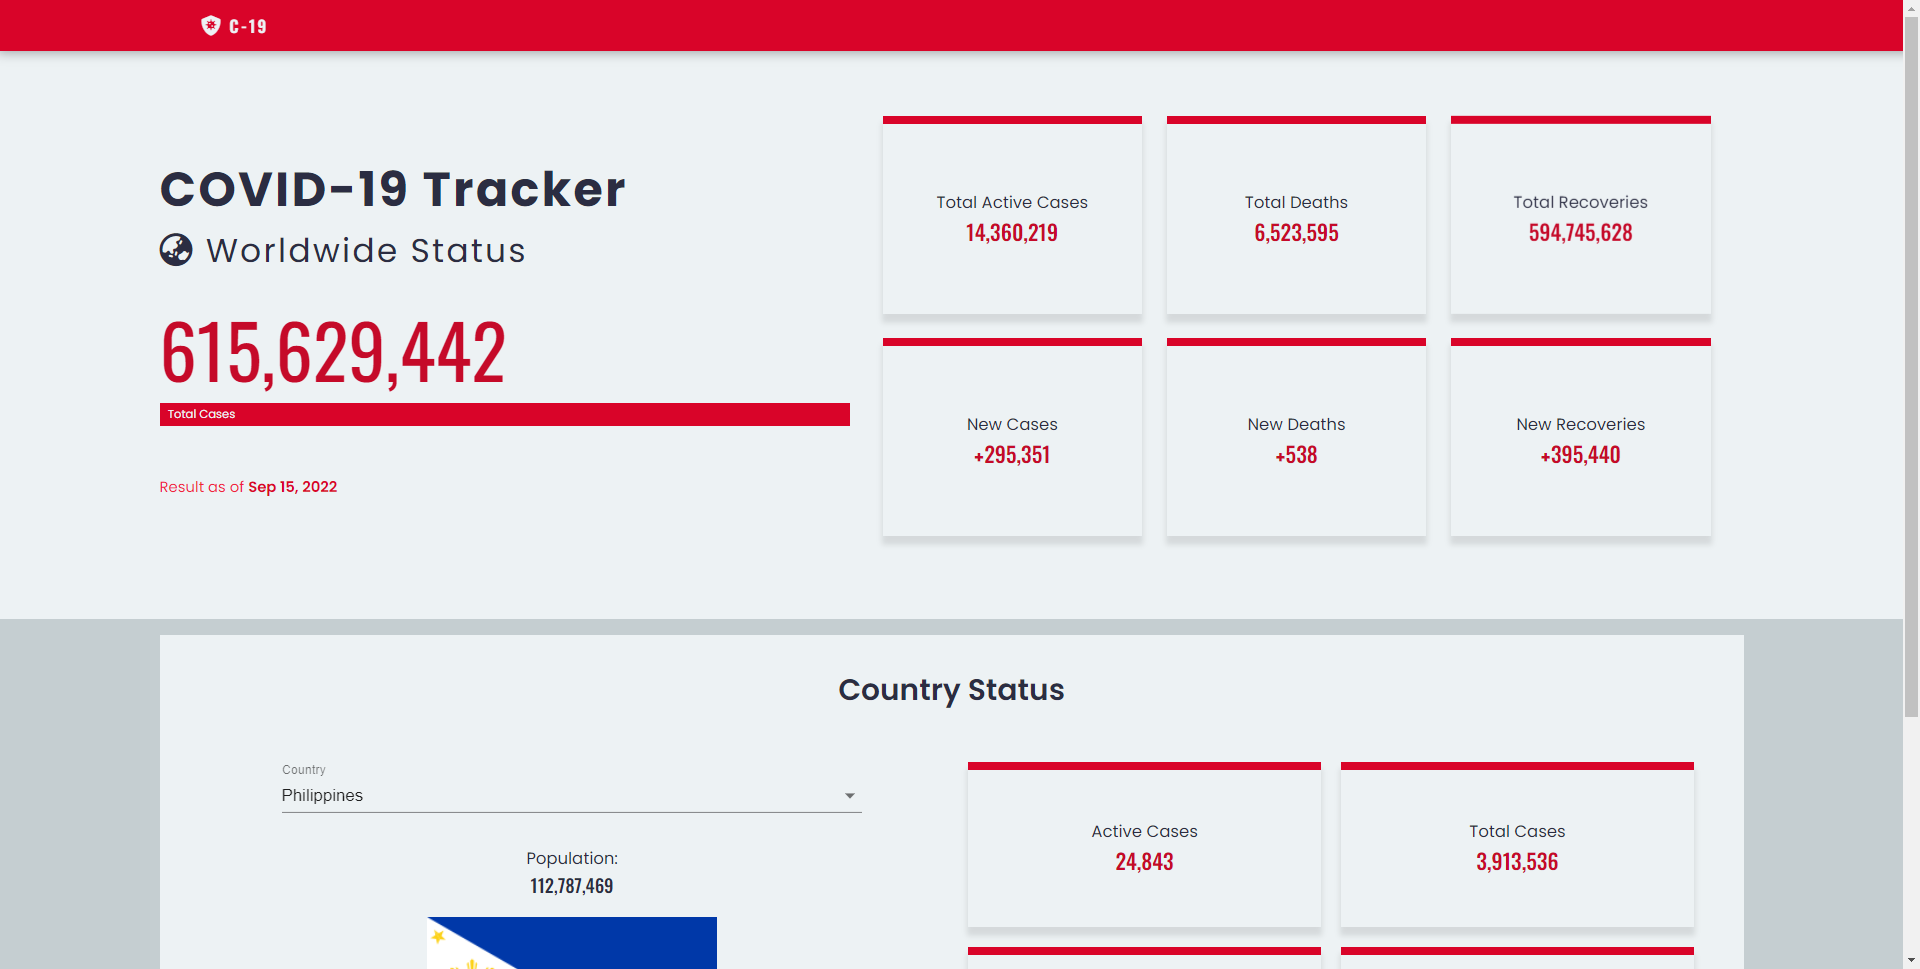 C-19
COVID-19 Tracker
Worldwide Status
615,629,442
Total Cases
Result as of Sep 15, 2022
Total Active Cases
14,360,219
Total Deaths
6,523,595
Total Recoveries
594,745,628
New Cases
+295,351
New Deaths
+538
New Recoveries
+395,440
Country Status
Country
Philippines
Population:
112,787,469
Active Cases
24,843
Total Cases
3,913,536